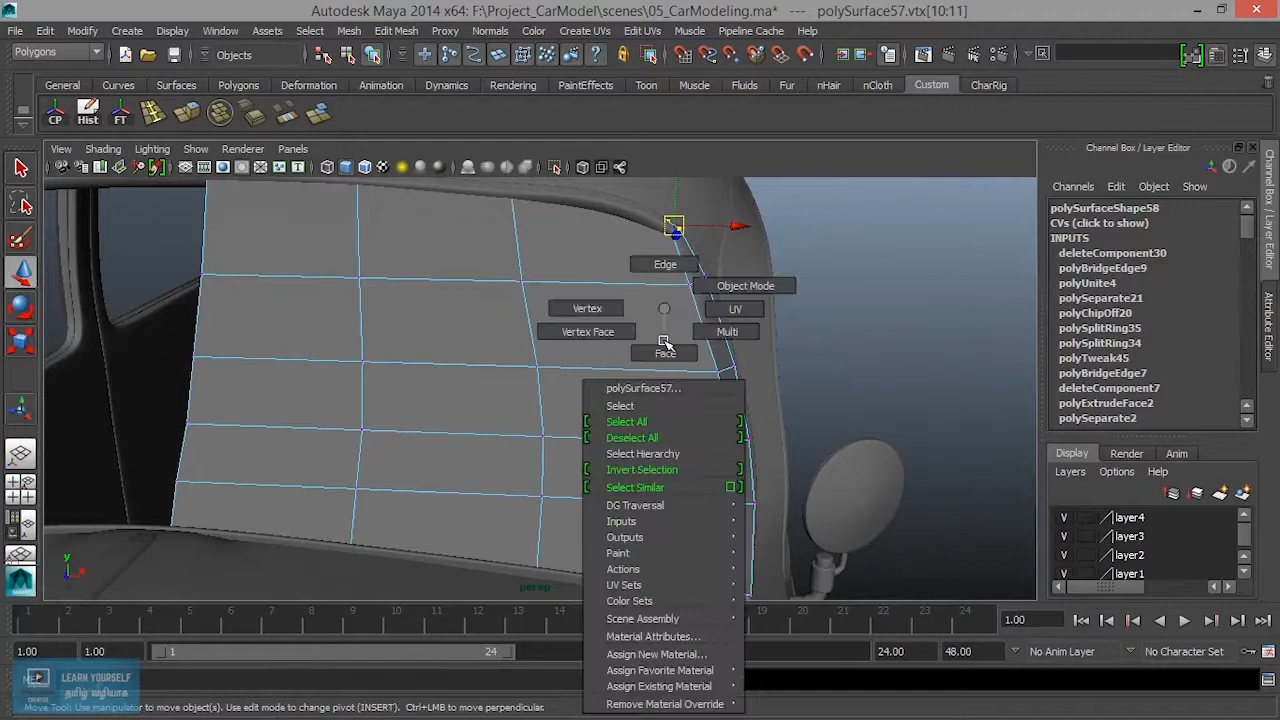 Autodesk Maya 2014 x64: F:\Project_CarModel\scenes\05_CarModeling.ma* --- polySurface57.vtx[10:11]
File Edit Modify Create Display Window Assets Select Mesh Edit Mesh Proxy Normals Color Create UVs Edit UVs Muscle Pipeline Cache Help
Polygons Objects
General Curves Surfaces Polygons Deformation Animation Dynamics Rendering PaintEffects Toon Muscle Fluids Fur nHair nCloth Custom CharRig
CP Hist FT
View Shading Lighting Show Renderer Panels
Channel Box / Layer Editor
Channels Edit Object Show
polySurfaceShape58
CVs (click to show)
INPUTS
deleteComponent30
polyBridgeEdge9
polyUnite4
polySeparate21
polyChipOff20
polySplitRing35
polySplitRing34
polyTweak45
polyBridgeEdge7
deleteComponent7
polyExtrudeFace2
polySeparate2
Channel Box / Layer Editor
Attribute Editor
Edge
Object Mode
Vertex
UV
Vertex Face
Multi
Face
polySurface57...
Select
Select All
Deselect All
Select Hierarchy
Invert Selection
Select Similar
DG Traversal
Inputs
Outputs
Paint
Actions
UV Sets
Color Sets
Scene Assembly
Material Attributes...
Assign New Material...
Assign Favorite Material
Assign Existing Material
Remove Material Override
Display Render Anim
Layers Options Help
V layer4
V layer3
V layer2
V layer1
y
persp
1 2 3 4 5 6 7 8 9 10 11 12 13 14 19 20 21 22 23 24 1.00
1.00 1.00 1 24 24.00 48.00 No Anim Layer No Character Set
LEARN YOURSELF
தமிழ் வழியாக
CREATIVE
Move Tool: Use manipulator to move object(s). Use edit mode to change pivot (INSERT). Ctrl+LMB to move perpendicular.